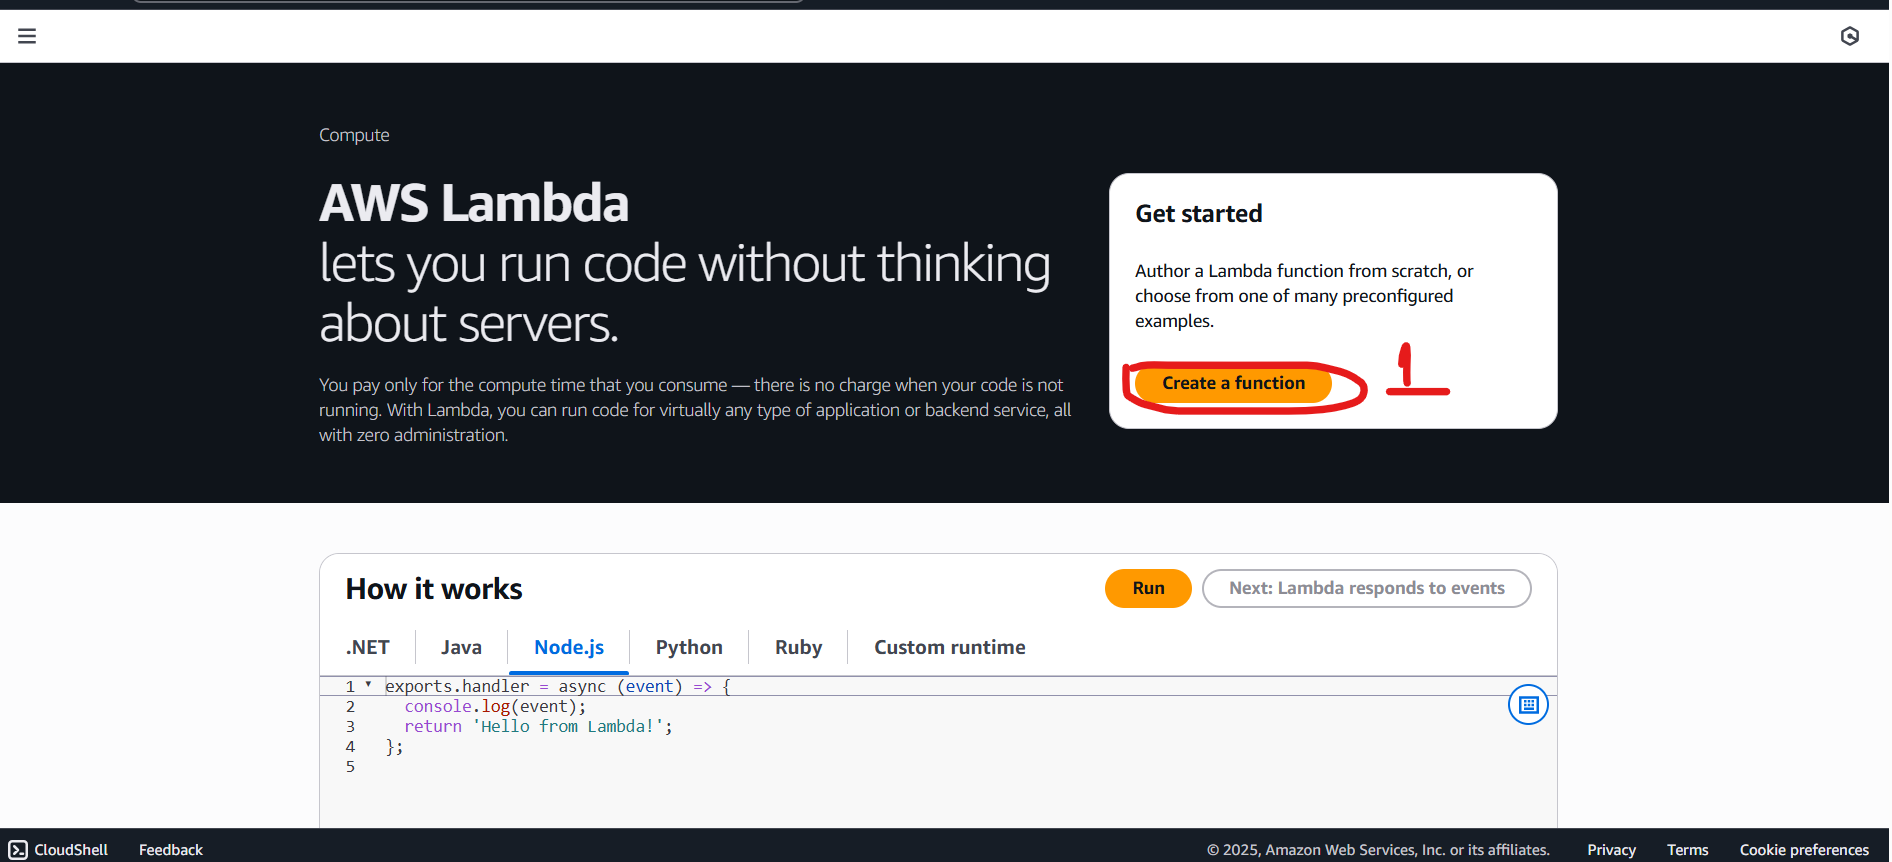 Compute
AWS Lambda
lets you run code without thinking
about servers.
You pay only for the compute time that you consume — there is no charge when your code is not
running. With Lambda, you can run code for virtually any type of application or backend service, all
with zero administration.
Get started
Author a Lambda function from scratch, or
choose from one of many preconfigured
examples.
Create a function
1
How it works
Run
Next: Lambda responds to events
.NET
Java
Node.js
Python
Ruby
Custom runtime
1 exports.handler = async (event) => {
2 console.log(event);
3 return 'Hello from Lambda!';
4 };
5
CloudShell
Feedback
© 2025, Amazon Web Services, Inc. or its affiliates.
Privacy
Terms
Cookie preferences